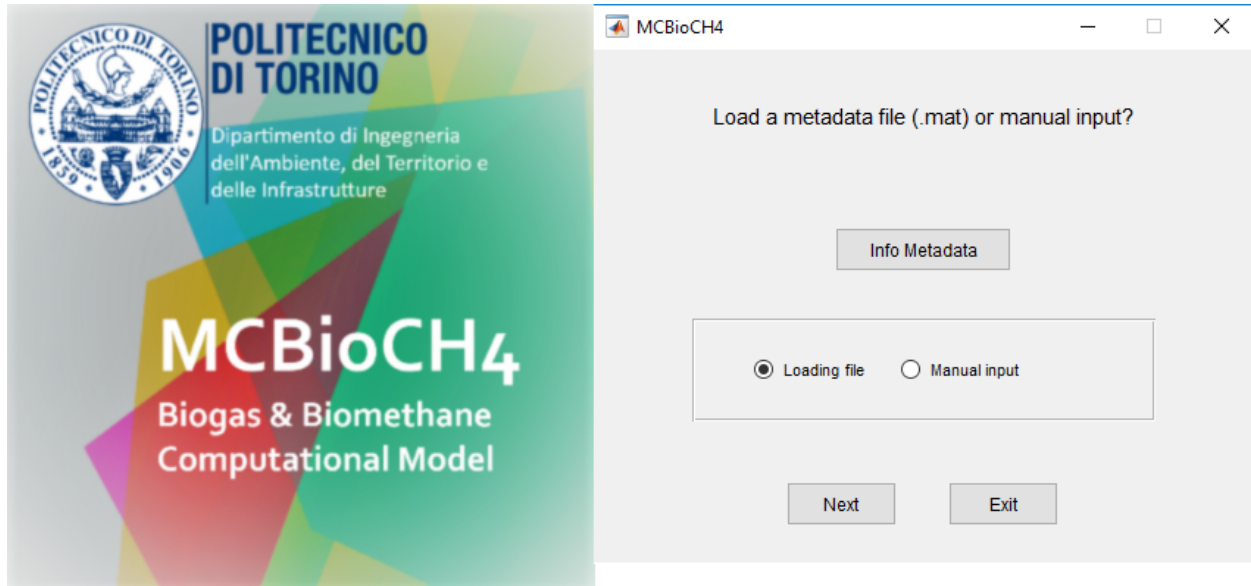 POLITECNICO DI TORINO
1859
1906
POLITECNICO
DI TORINO
Dipartimento di Ingegneria
dell'Ambiente, del Territorio e
delle Infrastrutture
MCBioCH4
Biogas & Biomethane
Computational Model
MCBioCH4
Load a metadata file (.mat) or manual input?
Info Metadata
Loading file Manual input
Next Exit